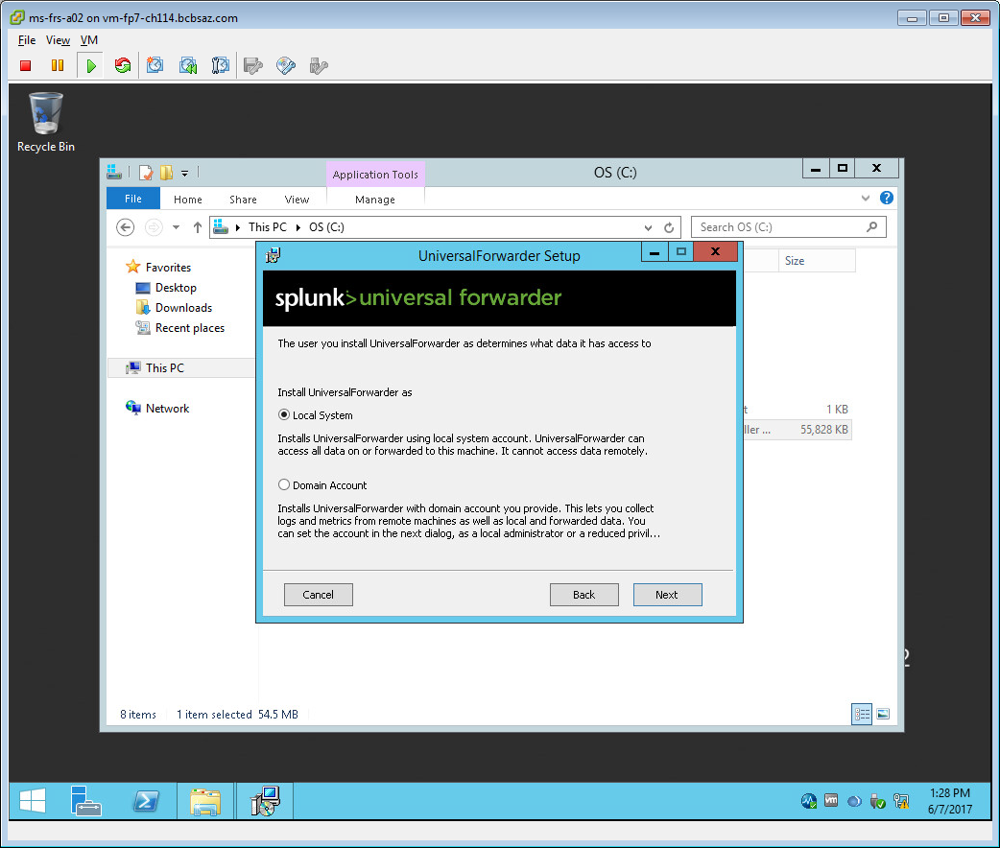 ms-frs-a02 on vm-fp7-ch114.bcbsaz.com
File View VM
Recycle Bin
Application Tools
OS (C:)
File Home Share View Manage
This PC OS (C:)
Search OS (C:)
UniversalForwarder Setup
Size
Favorites
Desktop
Downloads
Recent places
This PC
Network
splunk>universal forwarder
The user you install UniversalForwarder as determines what data it has access to
Install UniversalForwarder as
Local System
Installs UniversalForwarder using local system account. UniversalForwarder can
access all data on or forwarded to this machine. It cannot access data remotely.
Domain Account
Installs UniversalForwarder with domain account you provide. This lets you collect
logs and metrics from remote machines as well as local and forwarded data. You
can set the account in the next dialog, as a local administrator or a reduced privil...
t 1 KB
ller ... 55,828 KB
Cancel Back Next
2
8 items 1 item selected 54.5 MB
vm
1:28 PM
6/7/2017